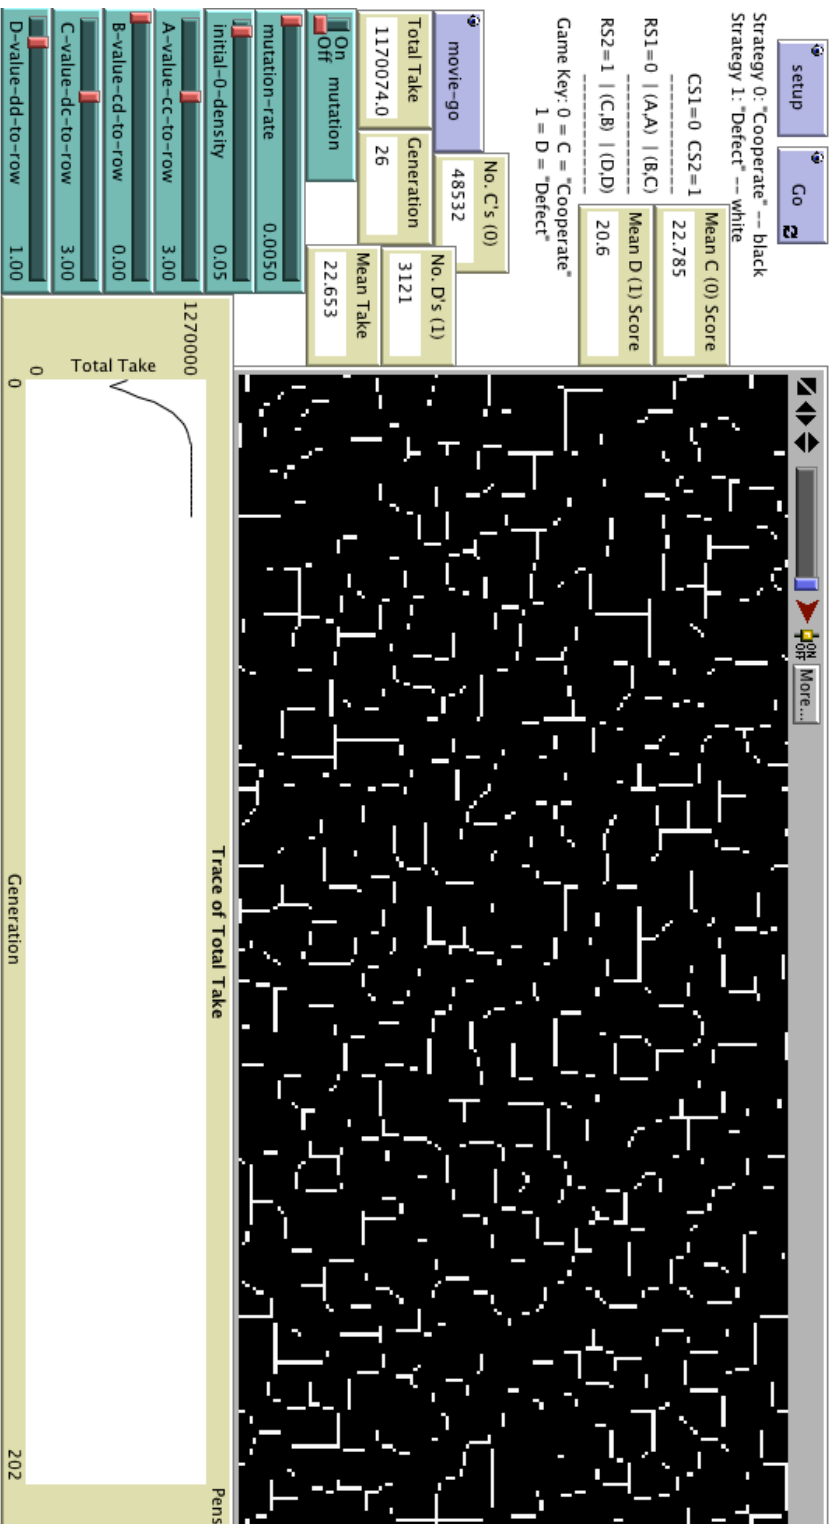 setup
Go
Strategy 0: "Cooperate" -- black
Strategy 1: "Defect" -- white
CS1=0 CS2=1
----------
RS1=0 | (A,A) | (B,C)
----------
RS2=1 | (C,B) | (D,D)
----------
Game Key: 0 = C = "Cooperate"
1 = D = "Defect"
Mean C (0) Score
22.785
Mean D (1) Score
20.6
movie-go
No. C's (0)
48532
No. D's (1)
3121
Total Take
1170074.0
Generation
26
Mean Take
22.653
On
Off
mutation
mutation-rate 0.0050
initial-0-density 0.05
A-value-cc-to-row 3.00
B-value-cd-to-row 0.00
C-value-dc-to-row 3.00
D-value-dd-to-row 1.00
ON
OFF
More...
Trace of Total Take
Pens
1270000
Total Take
0
0
Generation
202